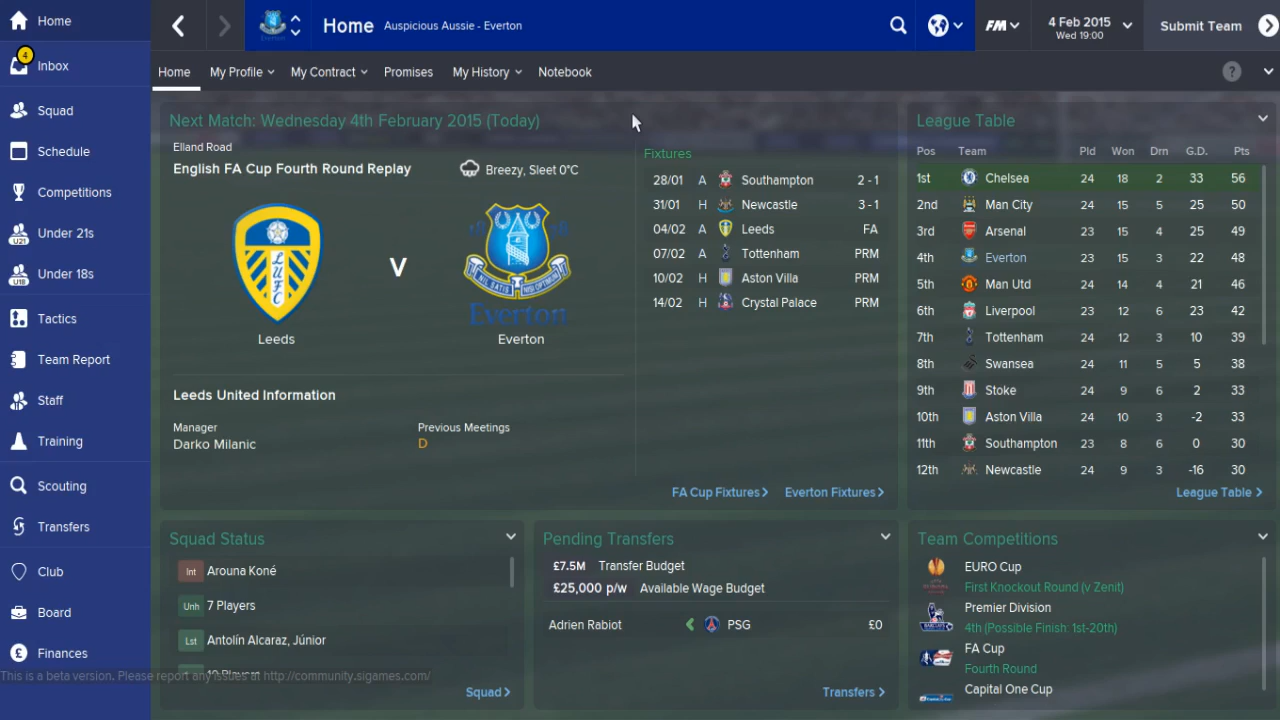 Home
4
Inbox
Squad
Schedule
Competitions
U21
Under 21s
U18
Under 18s
Tactics
Team Report
Staff
Training
Scouting
Transfers
Club
Board
Finances
This is a beta version. Please report any issues at http://community.sigames.com/
Everton
Home Auspicious Aussie - Everton
FM
4 Feb 2015
Wed 19:00
Submit Team
Home My Profile My Contract Promises My History Notebook
?
Next Match: Wednesday 4th February 2015 (Today)
Elland Road
English FA Cup Fourth Round Replay
Breezy, Sleet 0°C
LUFC
V
NIL SATIS NISI OPTIMUM
Everton
Leeds
Everton
Leeds United Information
Manager
Darko Milanic
Previous Meetings
D
Fixtures
28/01 A Southampton 2 - 1
31/01 H Newcastle 3 - 1
04/02 A Leeds FA
07/02 A Tottenham PRM
10/02 H Aston Villa PRM
14/02 H Crystal Palace PRM
FA Cup Fixtures>
Everton Fixtures>
League Table
Pos Team Pld Won Drn G.D. Pts
1st Chelsea 24 18 2 33 56
2nd Man City 24 15 5 25 50
3rd Arsenal 23 15 4 25 49
4th Everton 23 15 3 22 48
5th Man Utd 24 14 4 21 46
6th Liverpool 23 12 6 23 42
7th Tottenham 24 12 3 10 39
8th Swansea 24 11 5 5 38
9th Stoke 24 9 6 2 33
10th Aston Villa 24 10 3 -2 33
11th Southampton 23 8 6 0 30
12th Newcastle 24 9 3 -16 30
League Table >
Squad Status
Int Arouna Koné
Unh 7 Players
Lst Antolín Alcaraz, Júnior
Squad>
Pending Transfers
£7.5M Transfer Budget
£25,000 p/w Available Wage Budget
Adrien Rabiot PSG £0
Transfers >
Team Competitions
EURO Cup
First Knockout Round (v Zenit)
Premier Division
4th (Possible Finish: 1st-20th)
FA Cup
Fourth Round
Capital One Cup